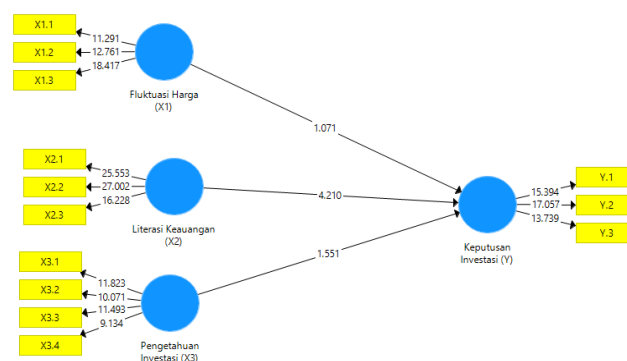 X1.1
11.291
X1.2
12.761
18.417
X1.3
Fluktuasi Harga
(X1)
1.071
X2.1
25.553
X2.2
27.002
16.228
X2.3
4.210
Literasi Keauangan
(X2)
Y.1
15.394
17.057
Y.2
13.739
Y.3
Keputusan
Investasi (Y)
1.551
X3.1
11.823
X3.2
10.071
11.493
X3.3
9.134
X3.4
Pengetahuan
Investasi (X3)